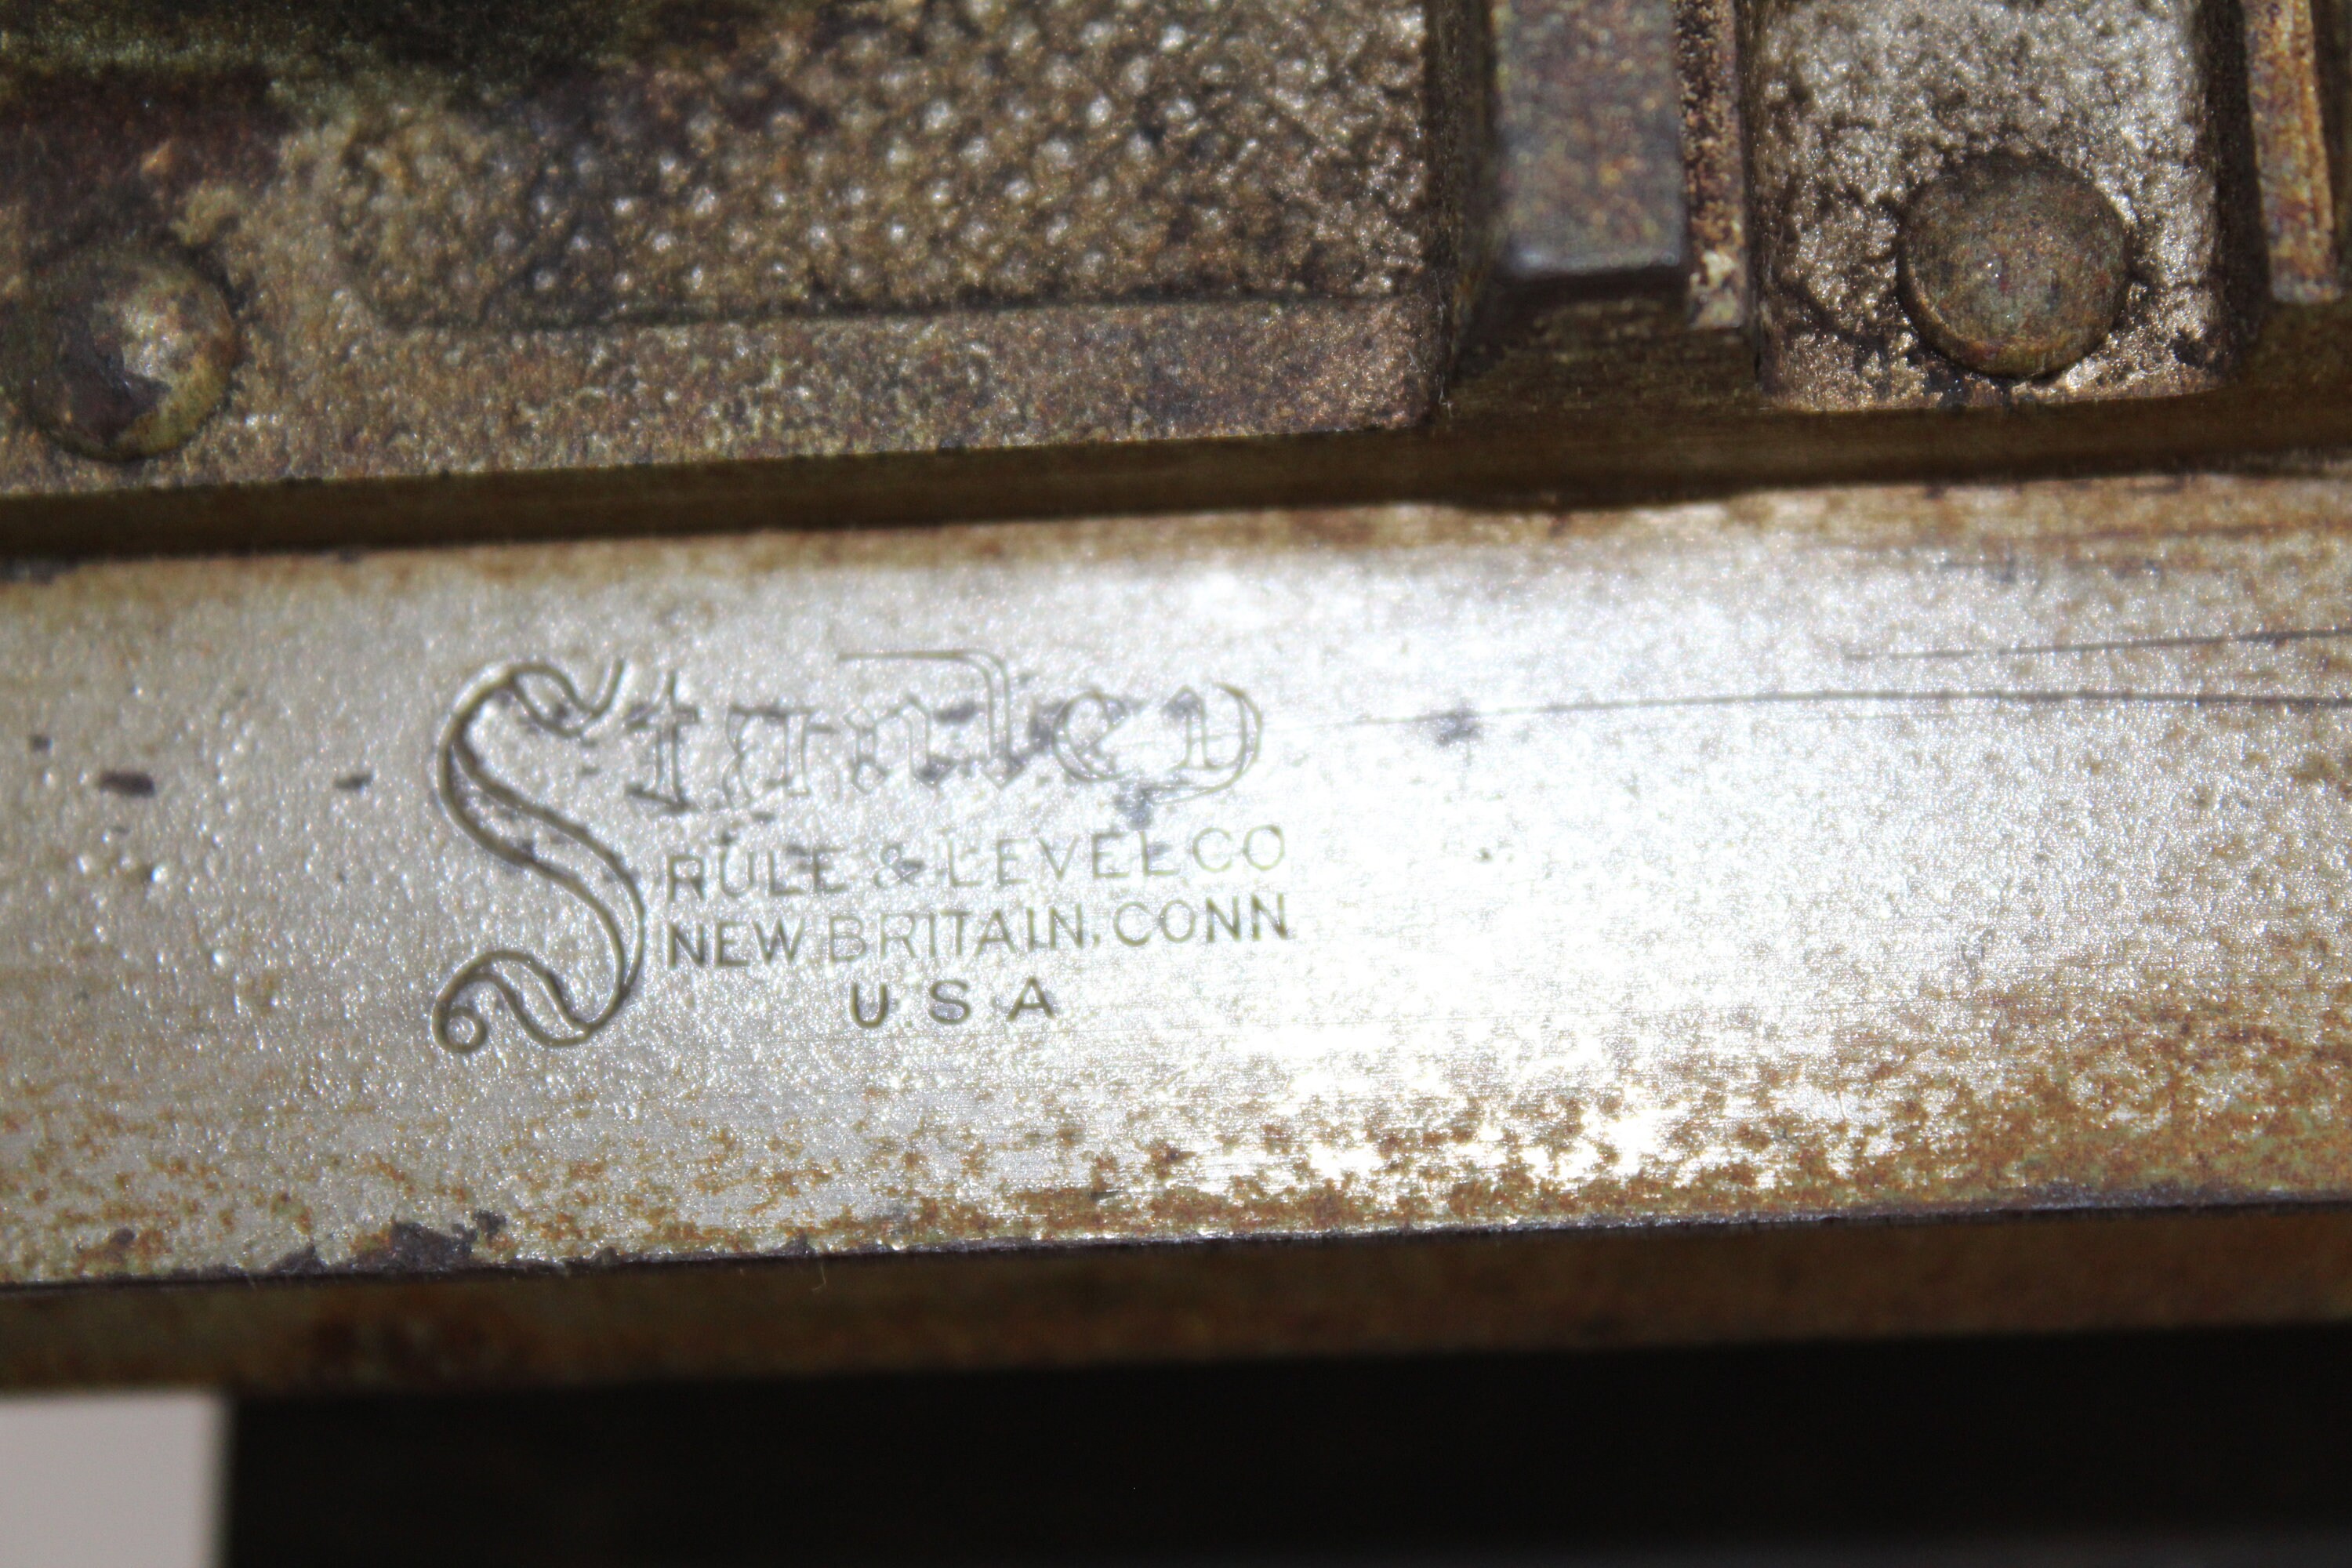 Stanley
RULE & LEVEL CO
NEW BRITAIN, CONN.
U.S.A